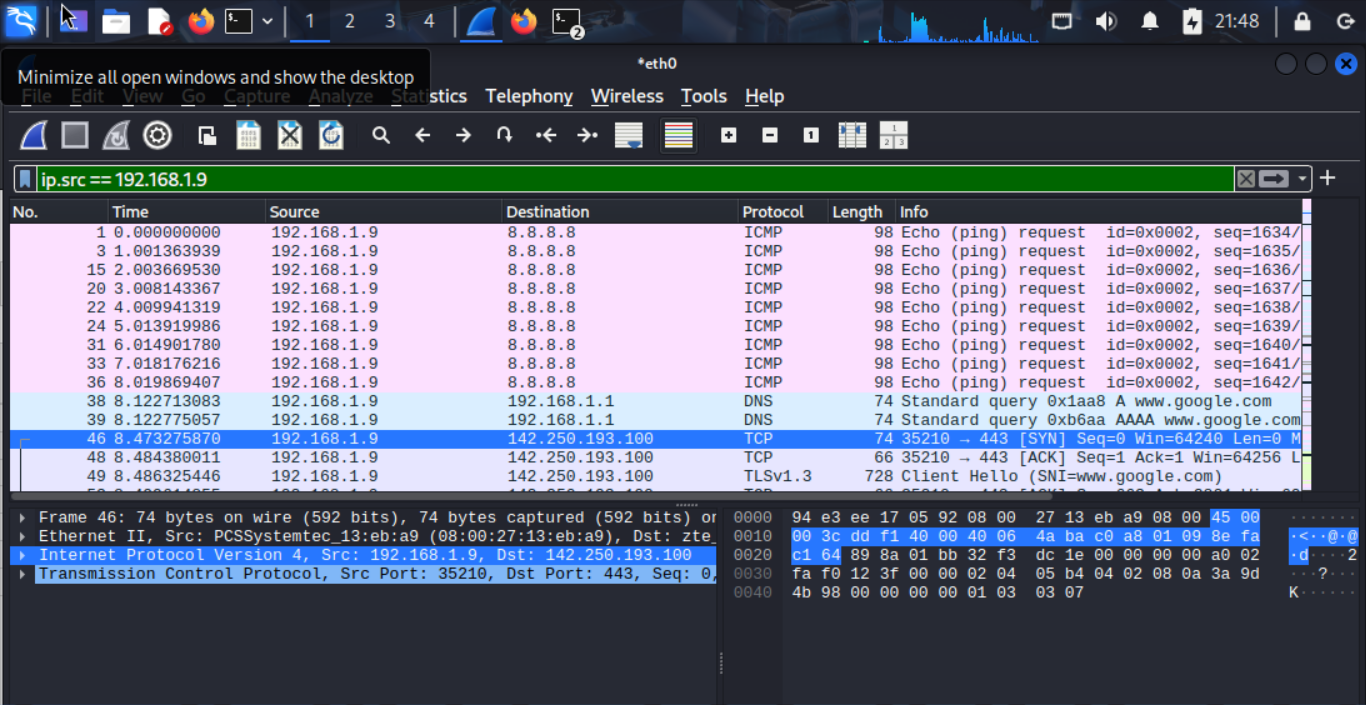 1 2 3 4 2 21:48
*eth0
Minimize all open windows and show the desktop
File Edit View Go Capture Analyze Statistics Telephony Wireless Tools Help
ip.src == 192.168.1.9
No. Time Source Destination Protocol Length Info
1 0.000000000 192.168.1.9 8.8.8.8 ICMP 98 Echo (ping) request id=0x0002, seq=1634/
3 1.001363939 192.168.1.9 8.8.8.8 ICMP 98 Echo (ping) request id=0x0002, seq=1635/
15 2.003669530 192.168.1.9 8.8.8.8 ICMP 98 Echo (ping) request id=0x0002, seq=1636/
20 3.008143367 192.168.1.9 8.8.8.8 ICMP 98 Echo (ping) request id=0x0002, seq=1637/
22 4.009941319 192.168.1.9 8.8.8.8 ICMP 98 Echo (ping) request id=0x0002, seq=1638/
24 5.013919986 192.168.1.9 8.8.8.8 ICMP 98 Echo (ping) request id=0x0002, seq=1639/
31 6.014901780 192.168.1.9 8.8.8.8 ICMP 98 Echo (ping) request id=0x0002, seq=1640/
33 7.018176216 192.168.1.9 8.8.8.8 ICMP 98 Echo (ping) request id=0x0002, seq=1641/
36 8.019869407 192.168.1.9 8.8.8.8 ICMP 98 Echo (ping) request id=0x0002, seq=1642/
38 8.122713083 192.168.1.9 192.168.1.1 DNS 74 Standard query 0x1aa8 A www.google.com
39 8.122775057 192.168.1.9 192.168.1.1 DNS 74 Standard query 0xb6aa AAAA www.google.com
46 8.473275870 192.168.1.9 142.250.193.100 TCP 74 35210 → 443 [SYN] Seq=0 Win=64240 Len=0 M
48 8.484380011 192.168.1.9 142.250.193.100 TCP 66 35210 → 443 [ACK] Seq=1 Ack=1 Win=64256 L
49 8.486325446 192.168.1.9 142.250.193.100 TLSv1.3 728 Client Hello (SNI=www.google.com)
Frame 46: 74 bytes on wire (592 bits), 74 bytes captured (592 bits) or
Ethernet II, Src: PCSSystemtec_13:eb:a9 (08:00:27:13:eb:a9), Dst: zte_
Internet Protocol Version 4, Src: 192.168.1.9, Dst: 142.250.193.100
Transmission Control Protocol, Src Port: 35210, Dst Port: 443, Seq: 0,
0000 94 e3 ee 17 05 92 08 00 27 13 eb a9 08 00 45 00 ·······
0010 00 3c dd f1 40 00 40 06 4a ba c0 a8 01 09 8e fa ·<··@·@
0020 c1 64 89 8a 01 bb 32 f3 dc 1e 00 00 00 00 a0 02 ·d····2
0030 fa f0 12 3f 00 00 02 04 05 b4 04 02 08 0a 3a 9d ···?···
0040 4b 98 00 00 00 00 01 03 03 07 K······